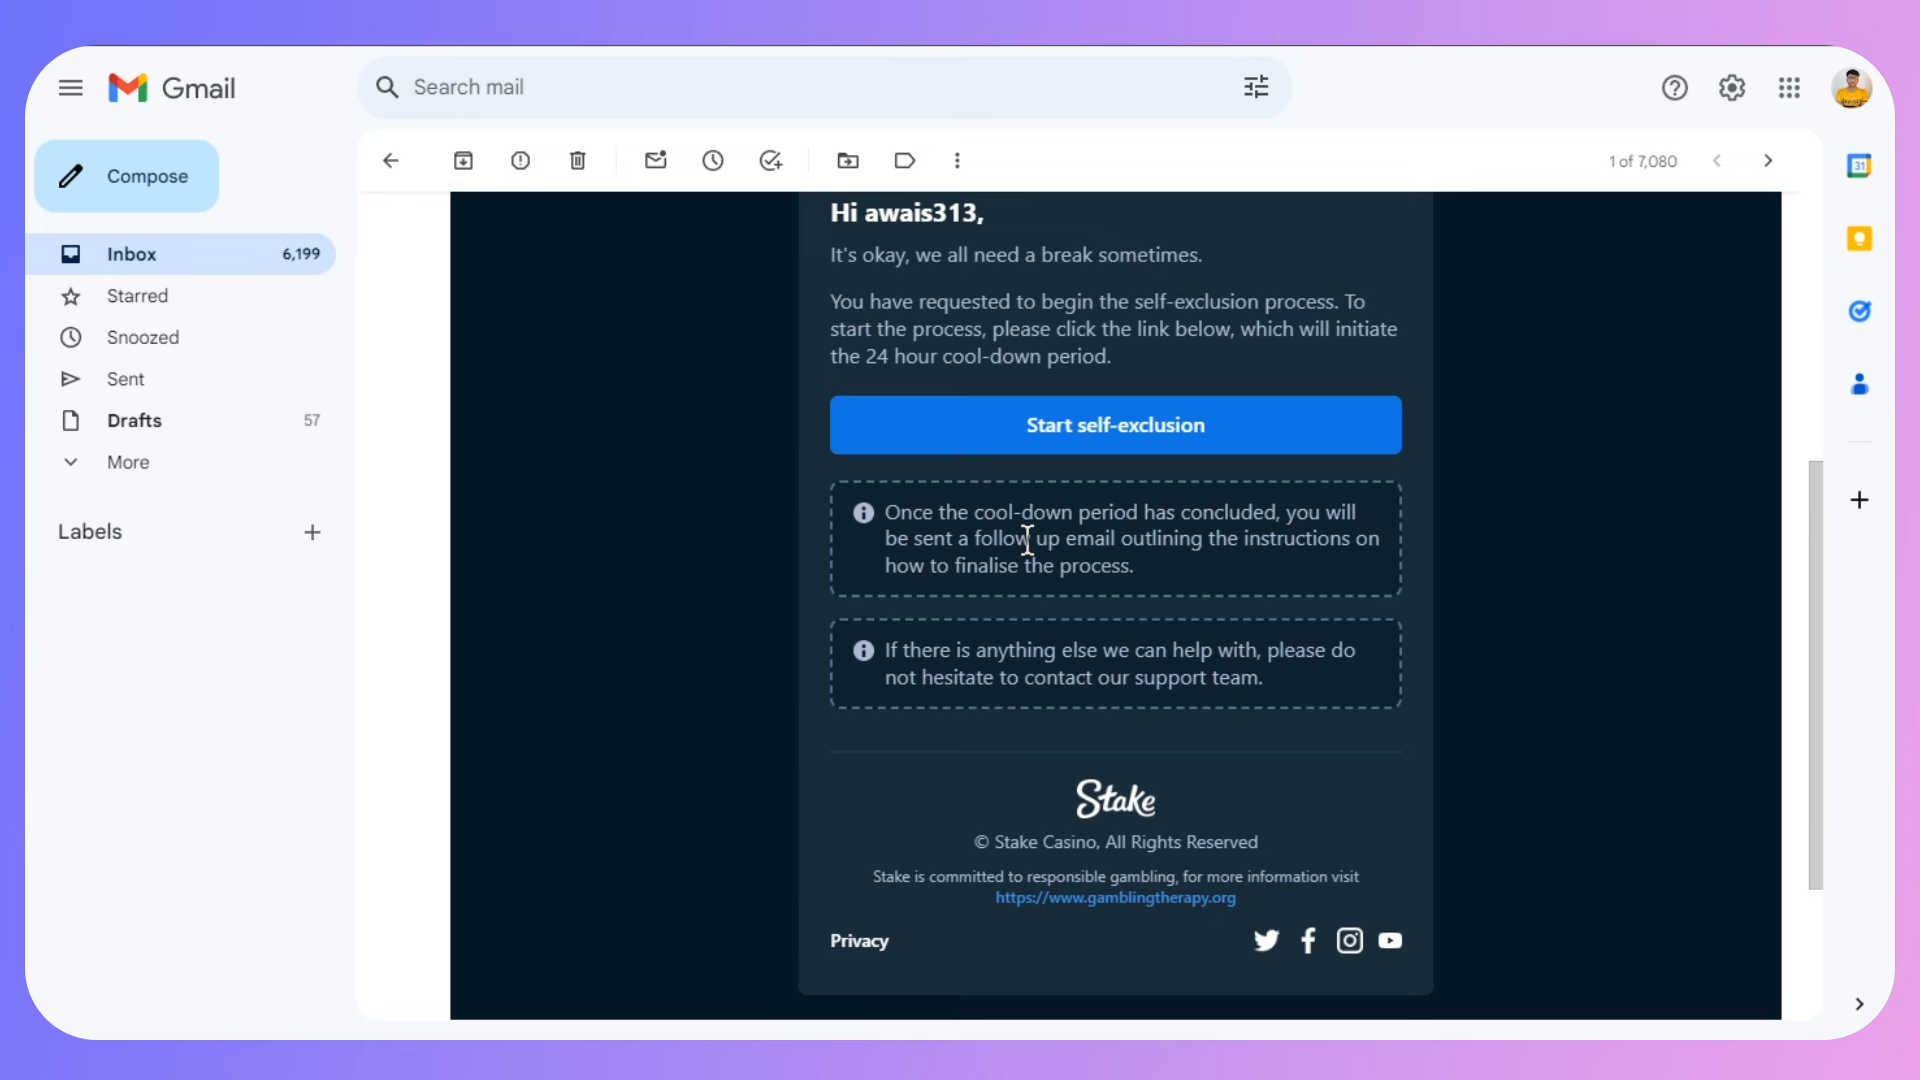 Gmail
Search mail
Compose
1 of 7,080
Inbox 6,199
Starred
Snoozed
Sent
Drafts 57
More
Labels
31
Hi awais313,
It's okay, we all need a break sometimes.
You have requested to begin the self-exclusion process. To
start the process, please click the link below, which will initiate
the 24 hour cool-down period.
Start self-exclusion
Once the cool-down period has concluded, you will
be sent a follow up email outlining the instructions on
how to finalise the process.
If there is anything else we can help with, please do
not hesitate to contact our support team.
Stake
© Stake Casino, All Rights Reserved
Stake is committed to responsible gambling, for more information visit
https://www.gamblingtherapy.org
Privacy